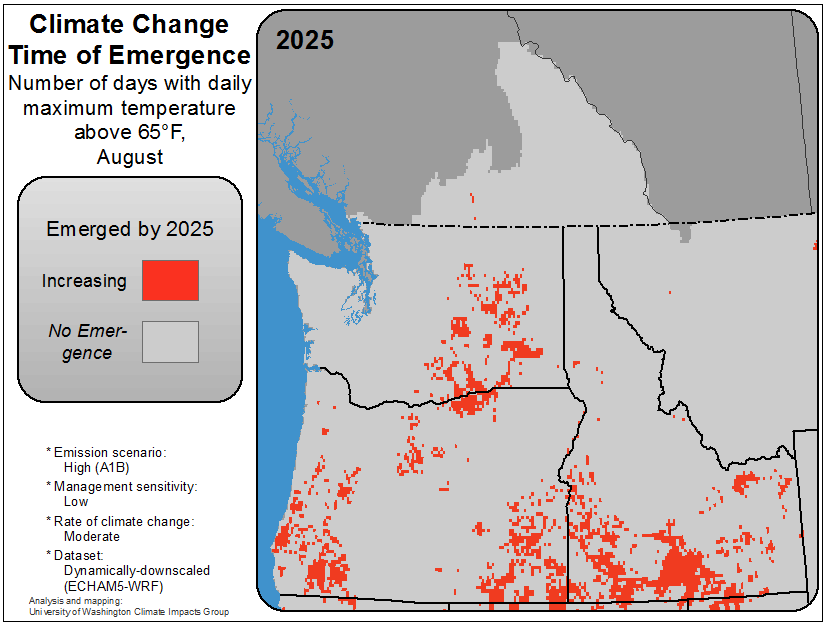 Climate Change
Time of Emergence
Number of days with daily
maximum temperature
above 65°F,
August
2025
Emerged by 2025
Increasing
No Emer-
gence
* Emission scenario:
High (A1B)
* Management sensitivity:
Low
* Rate of climate change:
Moderate
* Dataset:
Dynamically-downscaled
(ECHAM5-WRF)
Analysis and mapping:
University of Washington Climate Impacts Group